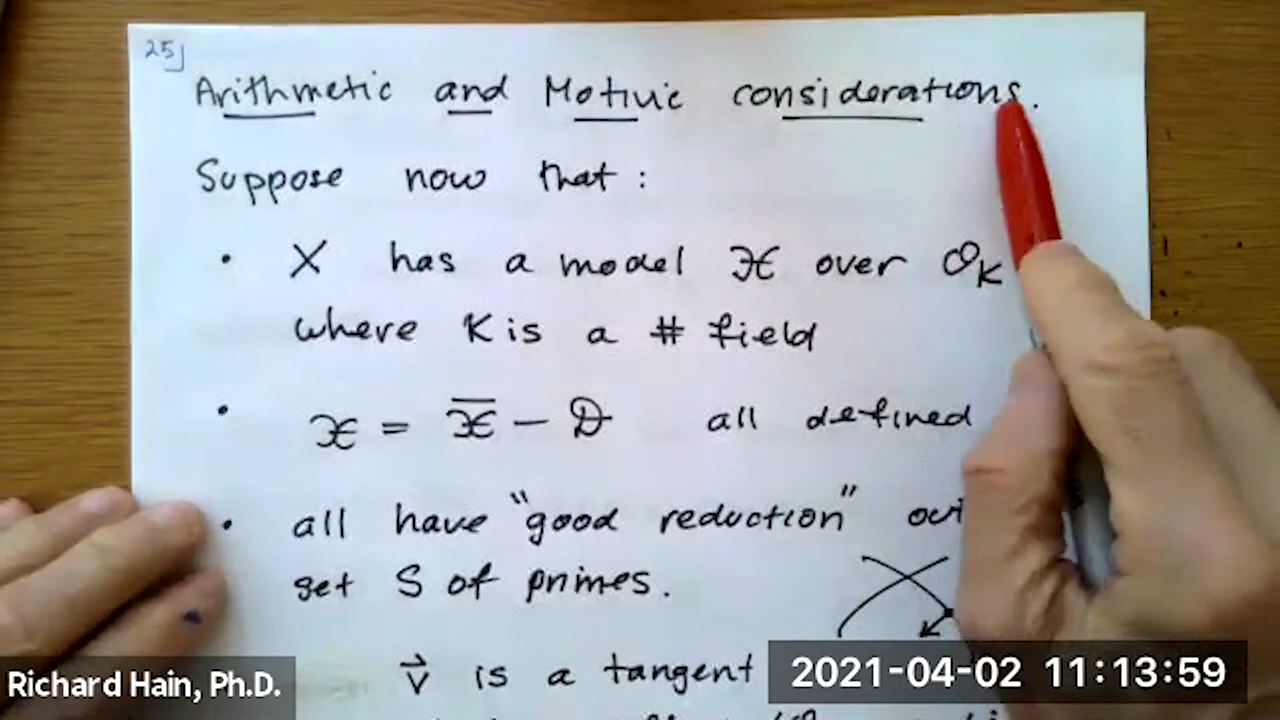 25
Arithmetic and Motivic considerations.
Suppose now that :
• X has a model 𝒳 over 𝒪_K
where K is a # field
• 𝒳 = 𝒳̅ − 𝒟 all defined
• all have "good reduction"
set S of primes.
v⃗ is a tangent
Richard Hain, Ph.D.
2021-04-02 11:13:59